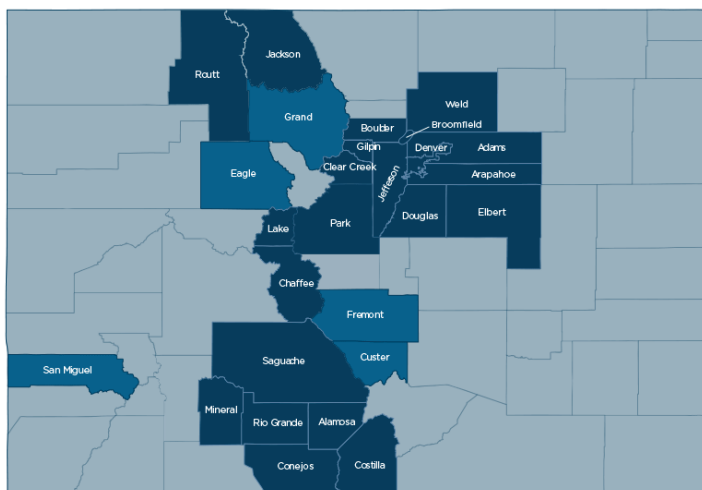 Jackson
Routt
Weld
Grand
Boulder
Broomfield
Gilpin
Denver
Adams
Clear Creek
Eagle
Arapahoe
Jefferson
Lake
Park
Douglas
Elbert
Chaffee
Fremont
Custer
Saguache
San Miguel
Mineral
Rio Grande
Alamosa
Conejos
Costilla